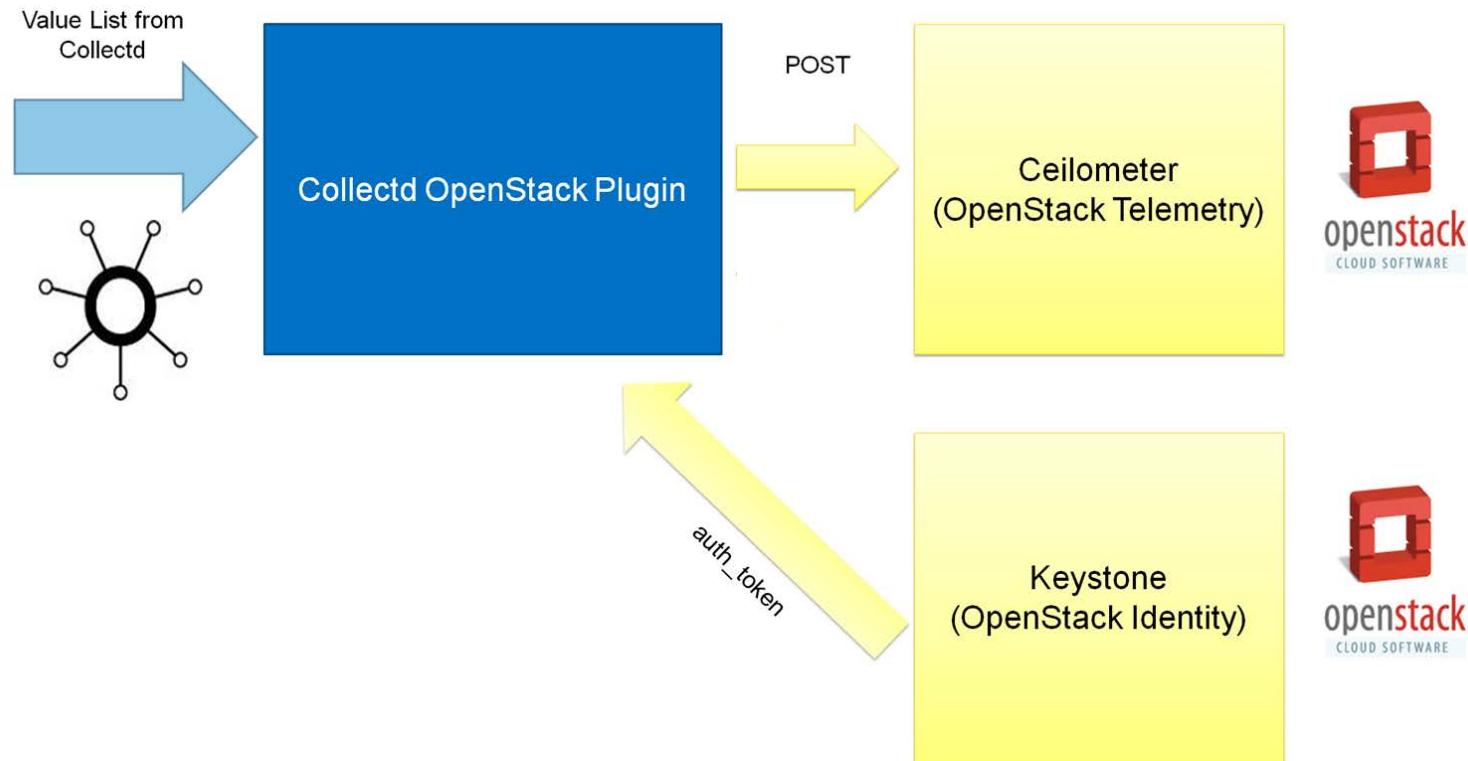 Value List from
Collectd
POST
Collectd OpenStack Plugin
Ceilometer
(OpenStack Telemetry)
openstack
CLOUD SOFTWARE
auth_token
Keystone
(OpenStack Identity)
openstack
CLOUD SOFTWARE